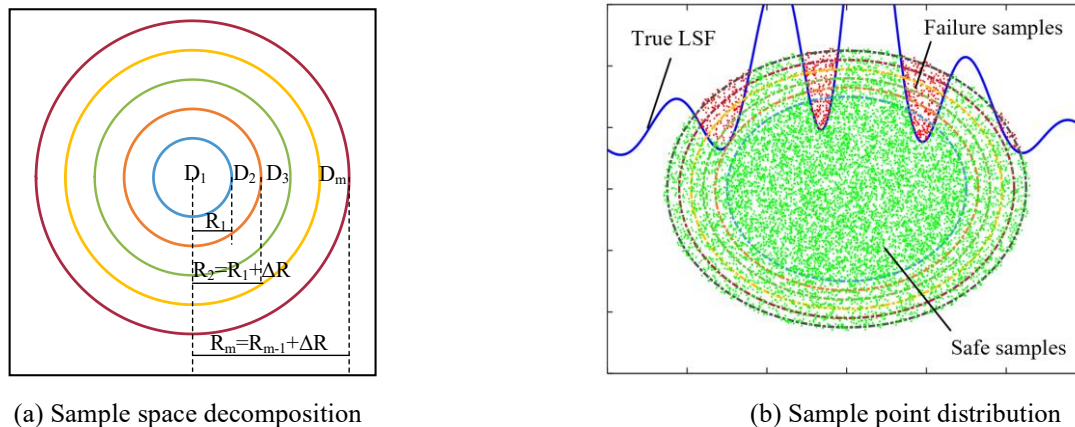 D₁ D₂ D₃ Dₘ
R₁
R₂=R₁+ΔR
Rₘ=Rₘ₋₁+ΔR
(a) Sample space decomposition
True LSF
Failure samples
Safe samples
(b) Sample point distribution